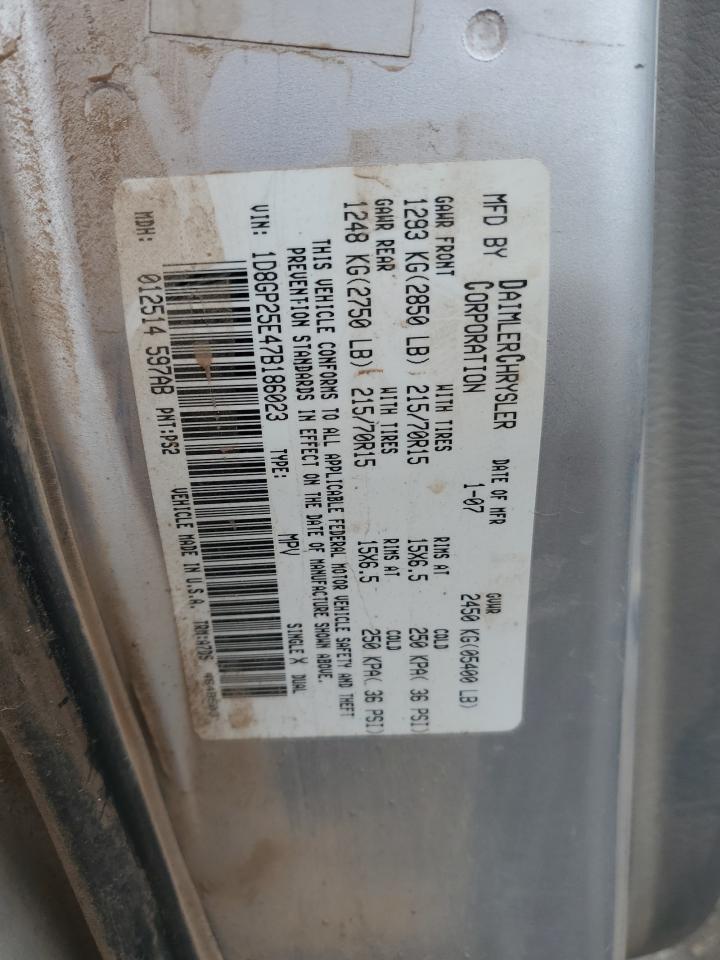 MFD BY DAIMLERCHRYSLER CORPORATION
DATE OF MFR 1-07
GVWR 2450 KG(05400 LB)
GAWR FRONT WITH TIRES RIMS AT COLD
1293 KG(2850 LB) 215/70R15 15X6.5 250 KPA( 36 PSI)
GAWR REAR WITH TIRES RIMS AT COLD
1248 KG(2750 LB) 215/70R15 15X6.5 250 KPA( 36 PSI)
THIS VEHICLE CONFORMS TO ALL APPLICABLE FEDERAL MOTOR VEHICLE SAFETY AND THEFT
PREVENTION STANDARDS IN EFFECT ON THE DATE OF MANUFACTURE SHOWN ABOVE.
VIN: 1D8GP25E47B186023 TYPE: MPV SINGLE X DUAL
MDH: 012514 597AB PNT:PS2 VEHICLE MADE IN U.S.A.